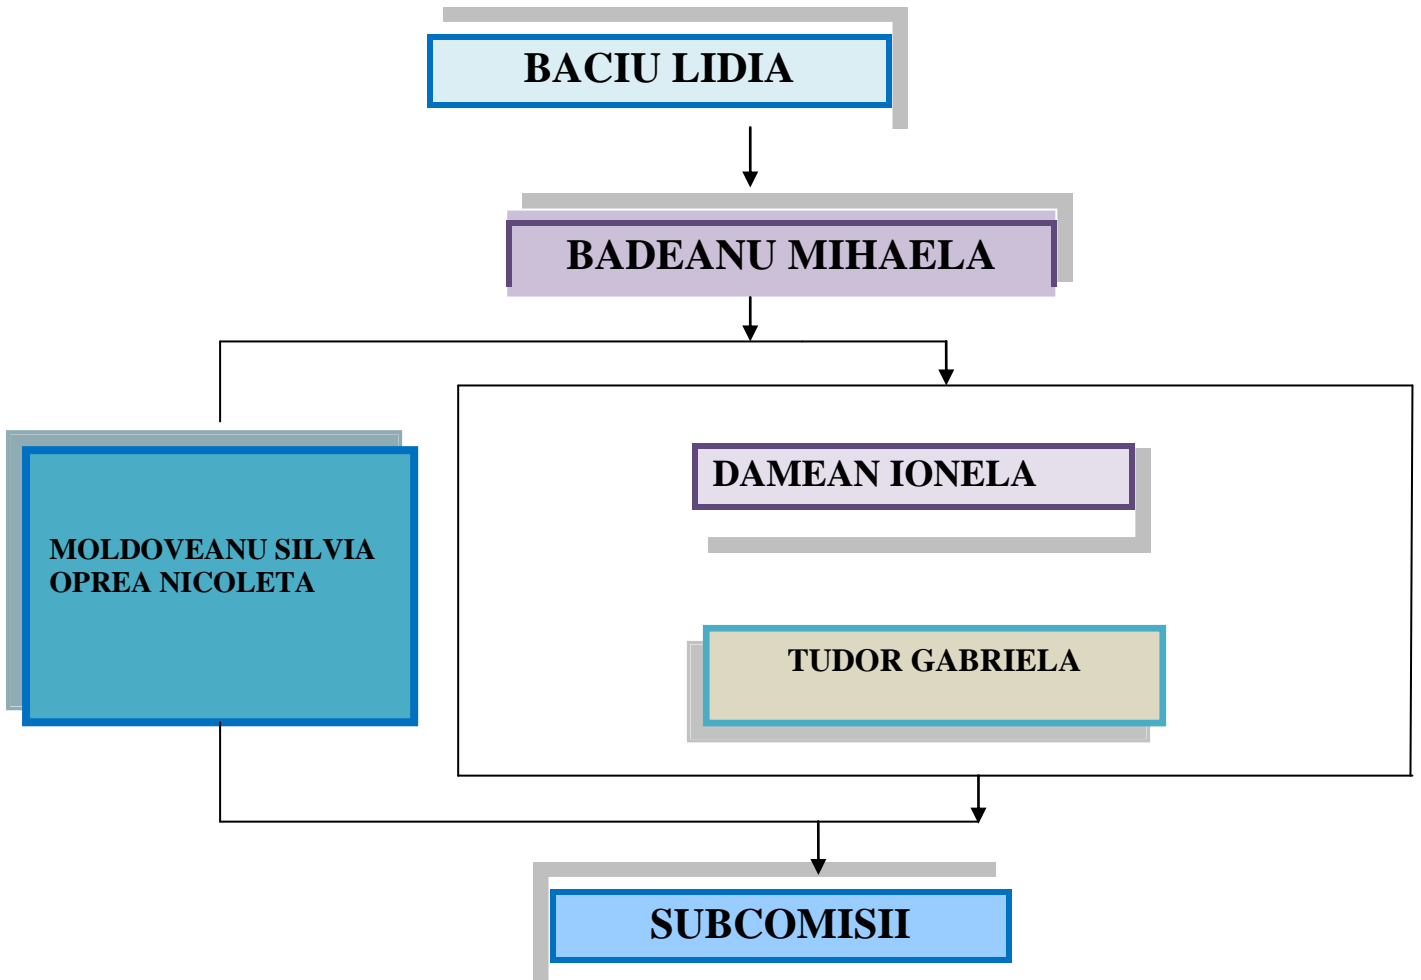 BACIU LIDIA
BADEANU MIHAELA
DAMEAN IONELA
MOLDOVEANU SILVIA
OPREA NICOLETA
TUDOR GABRIELA
SUBCOMISII